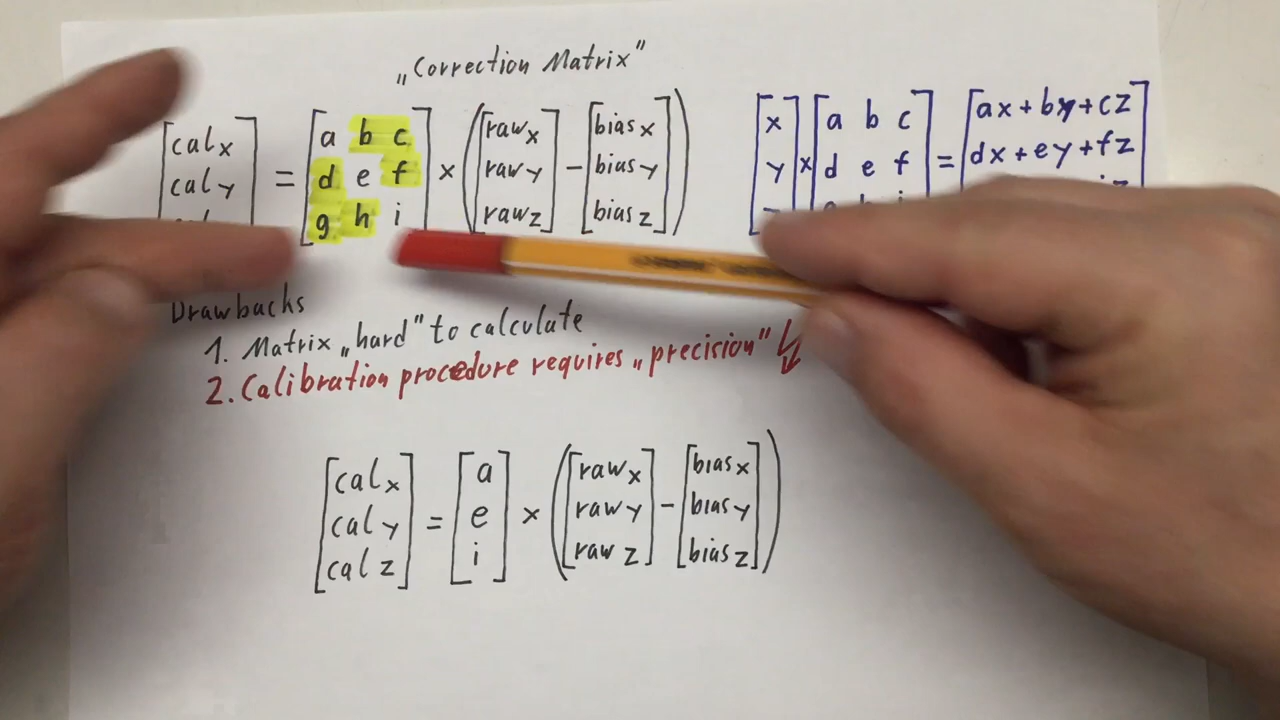 „Correction Matrix"
[cal x] = [a b c] × ([raw x] - [bias x])
[cal y] [d e f] [raw y] [bias y]
[g h i] [raw z] [bias z]
[x] × [a b c] = [ax + by + cz]
[y] [d e f] [dx + ey + fz]
Drawbacks
1. Matrix „hard" to calculate
2. Calibration procedure requires „precision"
[cal x] = [a] × ([raw x] - [bias x])
[cal y] [e] [raw y] [bias y]
[cal z] [i] [raw z] [bias z]